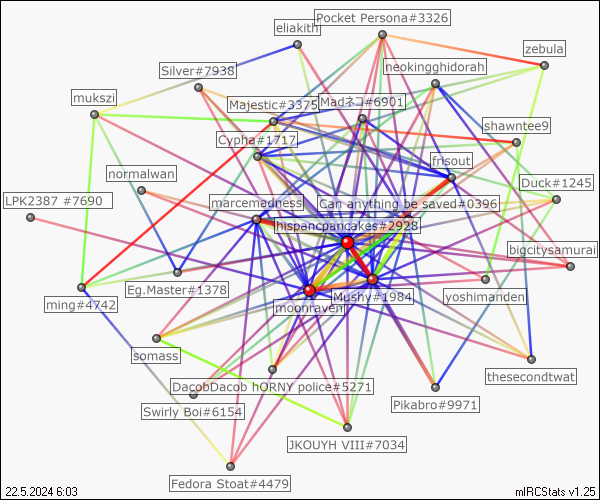 Pocket Persona#3326
eliakith
zebula
neokingghidorah
Silver#7938
mukszi
Majestic#3375
Madネコ#6901
shawntee9
Cypha#1717
frisout
normalwan
Duck#1245
LPK2387 #7690
marcemadness
Can anything be saved#0396
hispancpancakes#2928
bigcitysamurai
Eg.Master#1378
Mushy#1984
yoshimanden
ming#4742
moonraven
somass
thesecondtwat
DacobDacob hORNY police#5271
Pikabro#9971
Swirly Boi#6154
JKOUYH VIII#7034
Fedora Stoat#4479
22.5.2024 6:03
mIRCStats v1.25